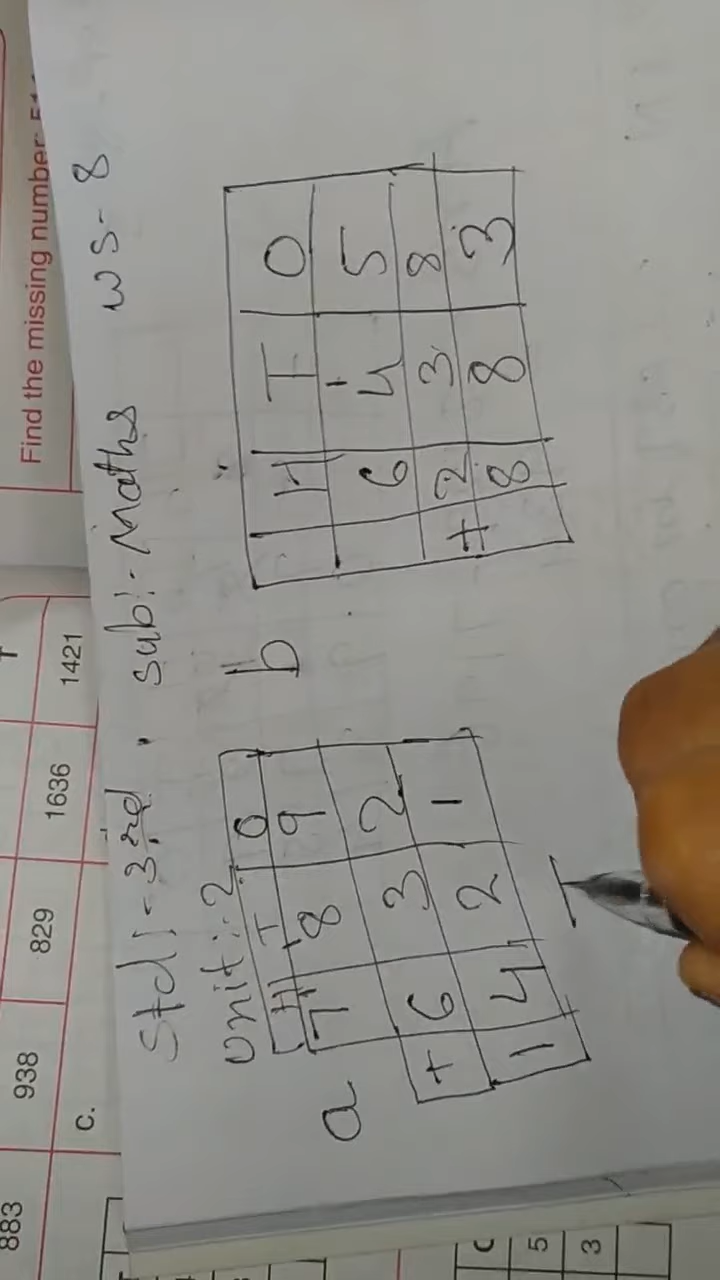 Find the missing number:
883 938 829 1636 1421
c.
Std :- 3rd . Sub :- Maths WS- 8
Unit :- 2
a
H T O
7 8 9
+ 6 3 2
1 4 2 1
b
H T O
1
6 4 5
+ 2 3 8
8 8 3
5
3